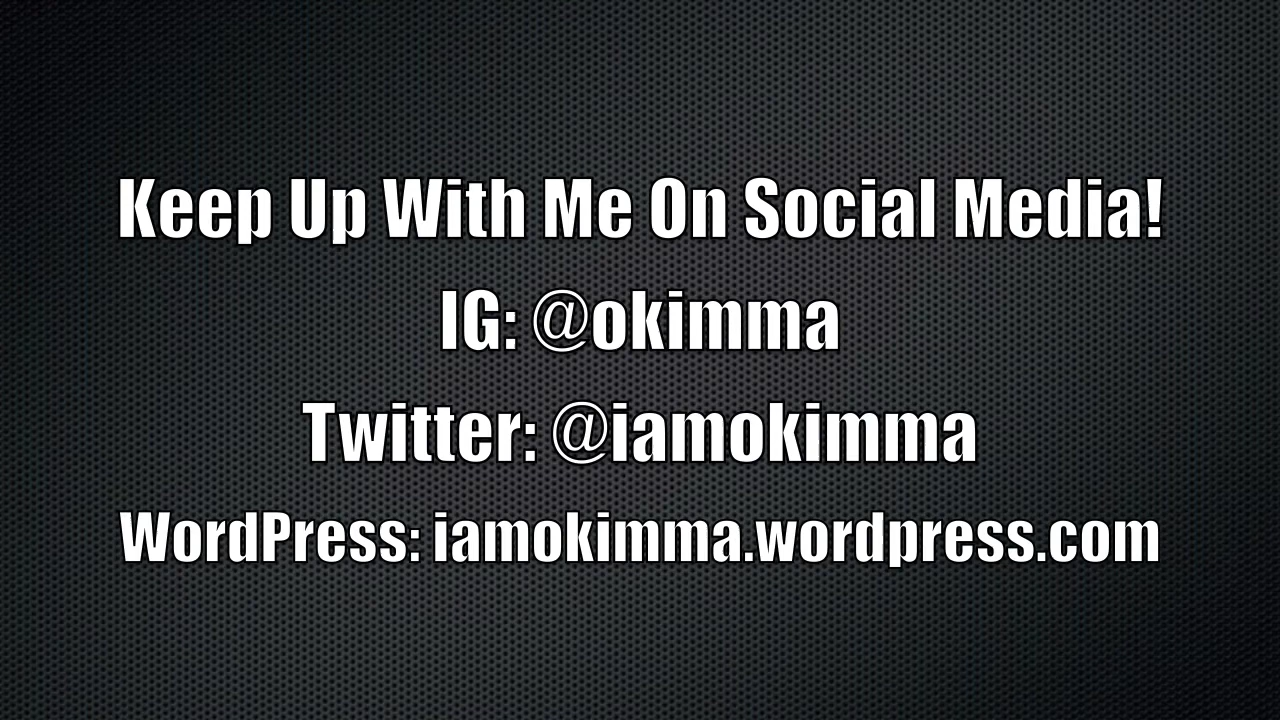 Keep Up With Me On Social Media!
IG: @okimma
Twitter: @iamokimma
WordPress: iamokimma.wordpress.com